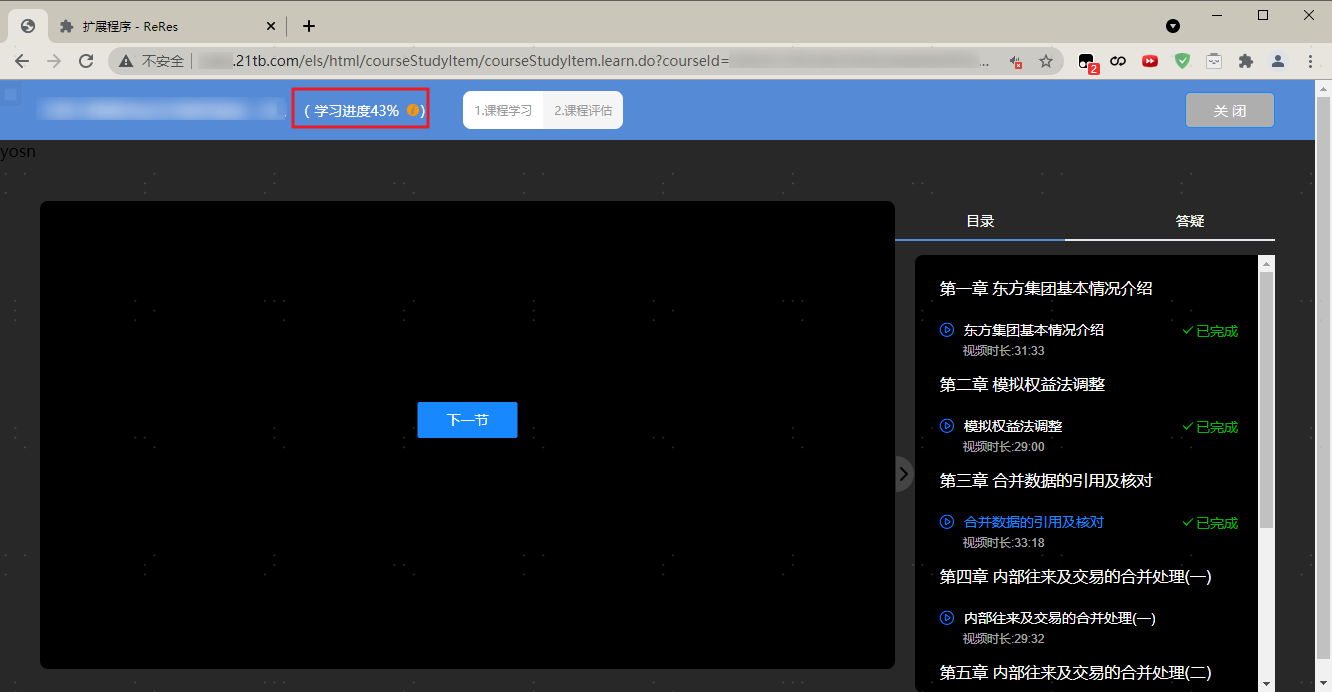 扩展程序 - ReRes
不安全
.21tb.com/els/html/courseStudyItem/courseStudyItem.learn.do?courseId=
...
2
( 学习进度43% )
1.课程学习
2.课程评估
关 闭
yosn
目录
答疑
下一节
第一章 东方集团基本情况介绍
东方集团基本情况介绍
已完成
视频时长:31:33
第二章 模拟权益法调整
模拟权益法调整
已完成
视频时长:29:00
第三章 合并数据的引用及核对
合并数据的引用及核对
已完成
视频时长:33:18
第四章 内部往来及交易的合并处理(一)
内部往来及交易的合并处理(一)
视频时长:29:32
第五章 内部往来及交易的合并处理(二)